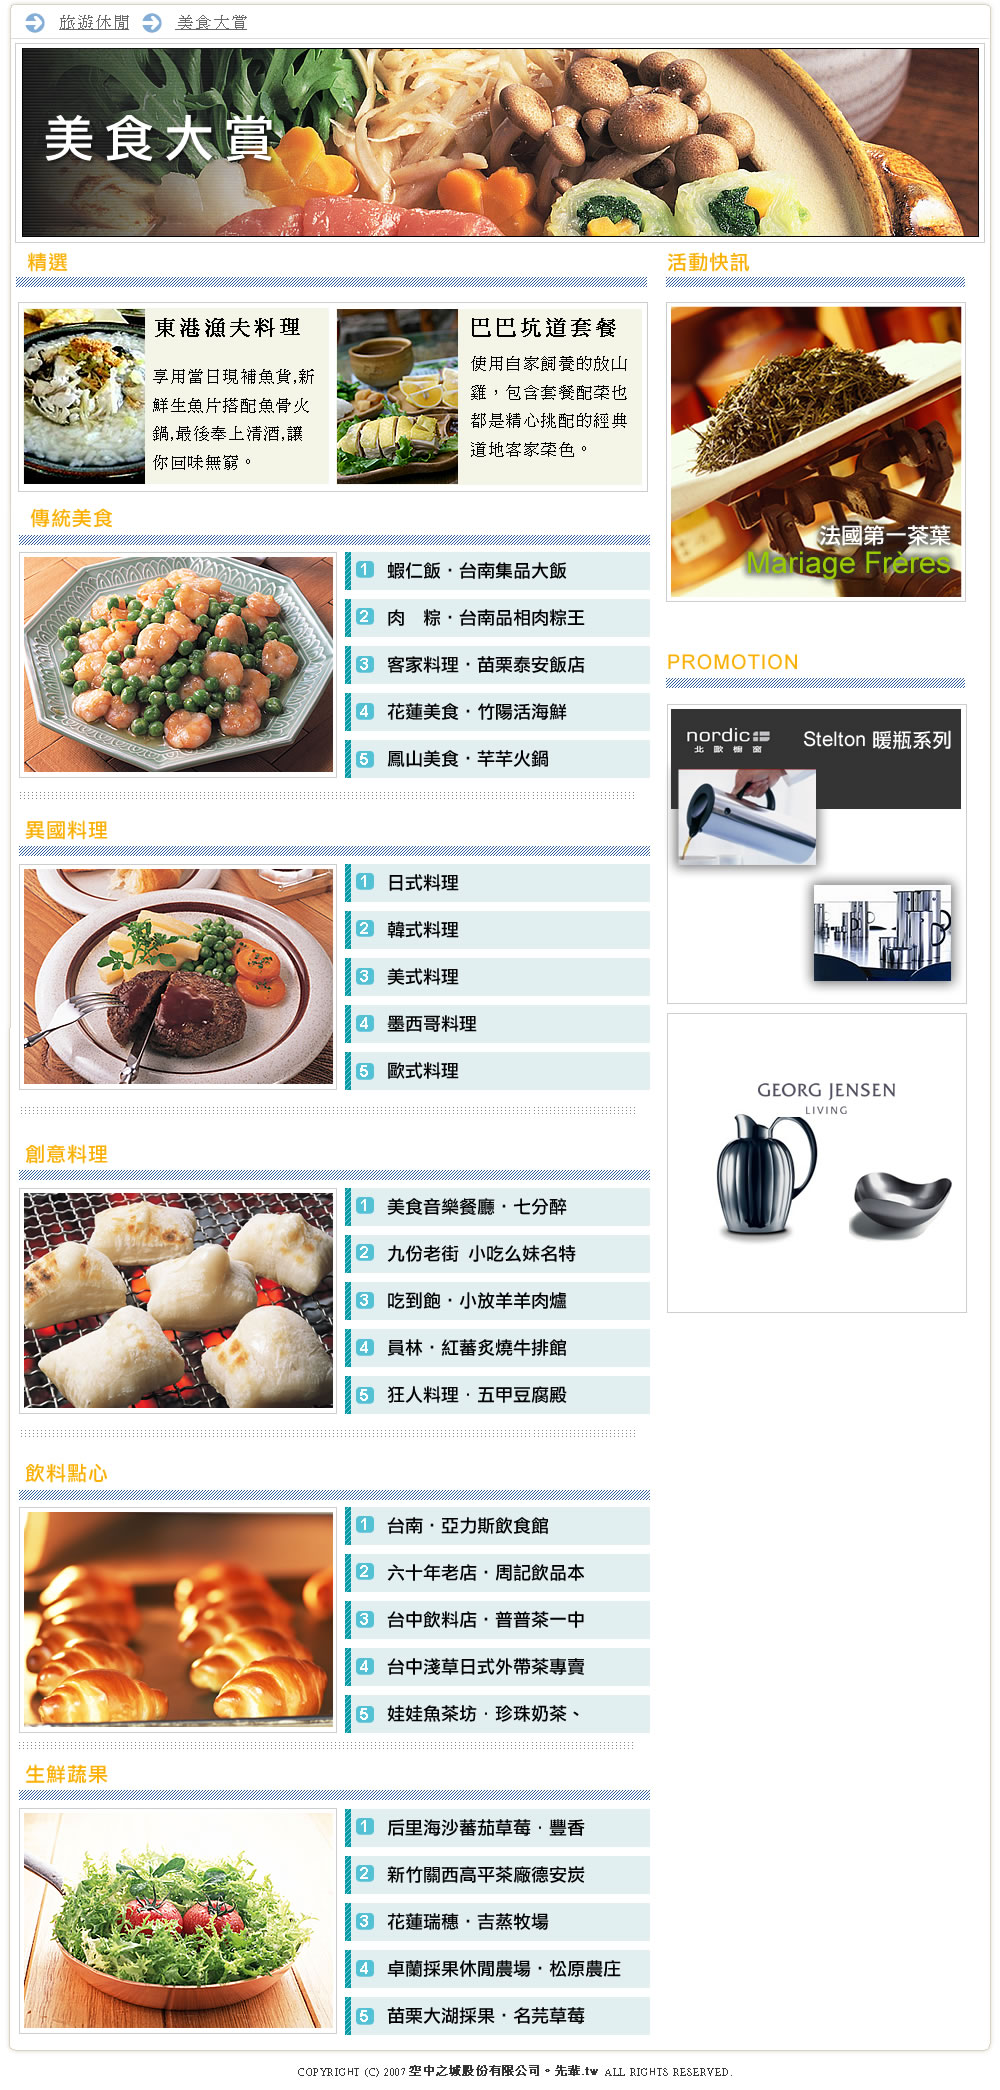 旅遊休閒 美食大賞
美食大賞
精選
東港漁夫料理
享用當日現補魚貨,新
鮮生魚片搭配魚骨火
鍋,最後奉上清酒,讓
你回味無窮。
巴巴坑道套餐
使用自家飼養的放山
雞，包含套餐配菜也
都是精心挑配的經典
道地客家菜色。
傳統美食
1 蝦仁飯・台南集品大飯
2 肉　粽・台南品相肉粽王
3 客家料理・苗栗泰安飯店
4 花蓮美食・竹陽活海鮮
5 鳳山美食・芊芊火鍋
異國料理
1 日式料理
2 韓式料理
3 美式料理
4 墨西哥料理
5 歐式料理
創意料理
1 美食音樂餐廳・七分醉
2 九份老街 小吃么妹名特
3 吃到飽・小放羊羊肉爐
4 員林・紅蕃炙燒牛排館
5 狂人料理・五甲豆腐殿
飲料點心
1 台南・亞力斯飲食館
2 六十年老店・周記飲品本
3 台中飲料店・普普茶一中
4 台中淺草日式外帶茶專賣
5 娃娃魚茶坊・珍珠奶茶、
生鮮蔬果
1 后里海沙蕃茄草莓・豐香
2 新竹關西高平茶廠德安炭
3 花蓮瑞穗・吉蒸牧場
4 卓蘭採果休閒農場・松原農庄
5 苗栗大湖採果・名芫草莓
活動快訊
法國第一茶葉
Mariage Frères
PROMOTION
nordic
北歐櫥窗
Stelton 暖瓶系列
GEORG JENSEN
LIVING
COPYRIGHT (C) 2007 空中之城股份有限公司。先輩.tw ALL RIGHTS RESERVED.